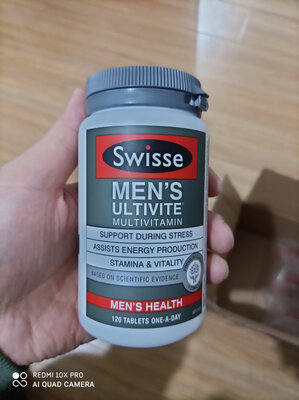 Swisse
MEN'S
ULTIVITE
MULTIVITAMIN
SUPPORT DURING STRESS
ASSISTS ENERGY PRODUCTION
STAMINA & VITALITY
BASED ON SCIENTIFIC EVIDENCE
MEN'S HEALTH
120 TABLETS ONE-A-DAY
REDMI 10X PRO
AI QUAD CAMERA